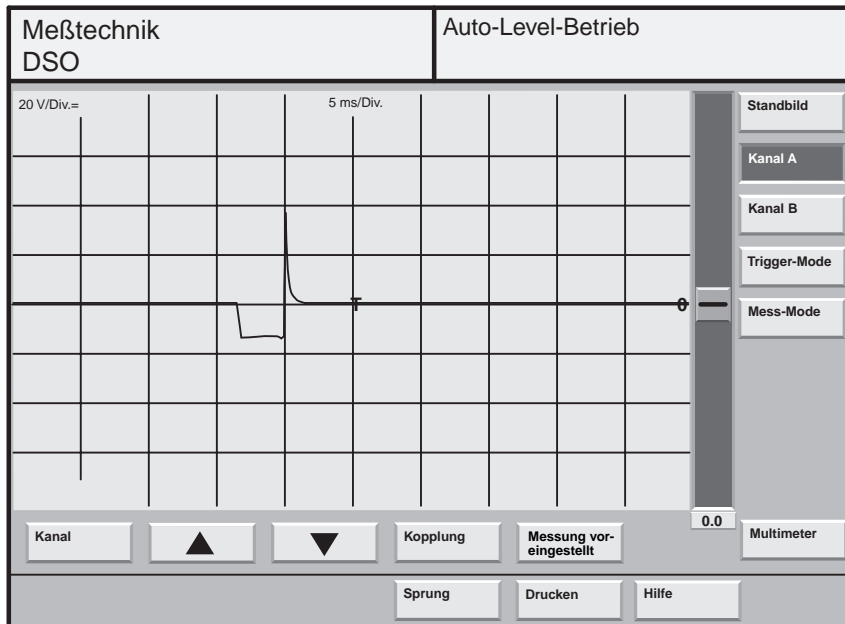 Meßtechnik
DSO
Auto-Level-Betrieb
20 V/Div.=
5 ms/Div.
T
0
0.0
Standbild
Kanal A
Kanal B
Trigger-Mode
Mess-Mode
Multimeter
Kanal
Kopplung
Messung vor-
eingestellt
Sprung
Drucken
Hilfe